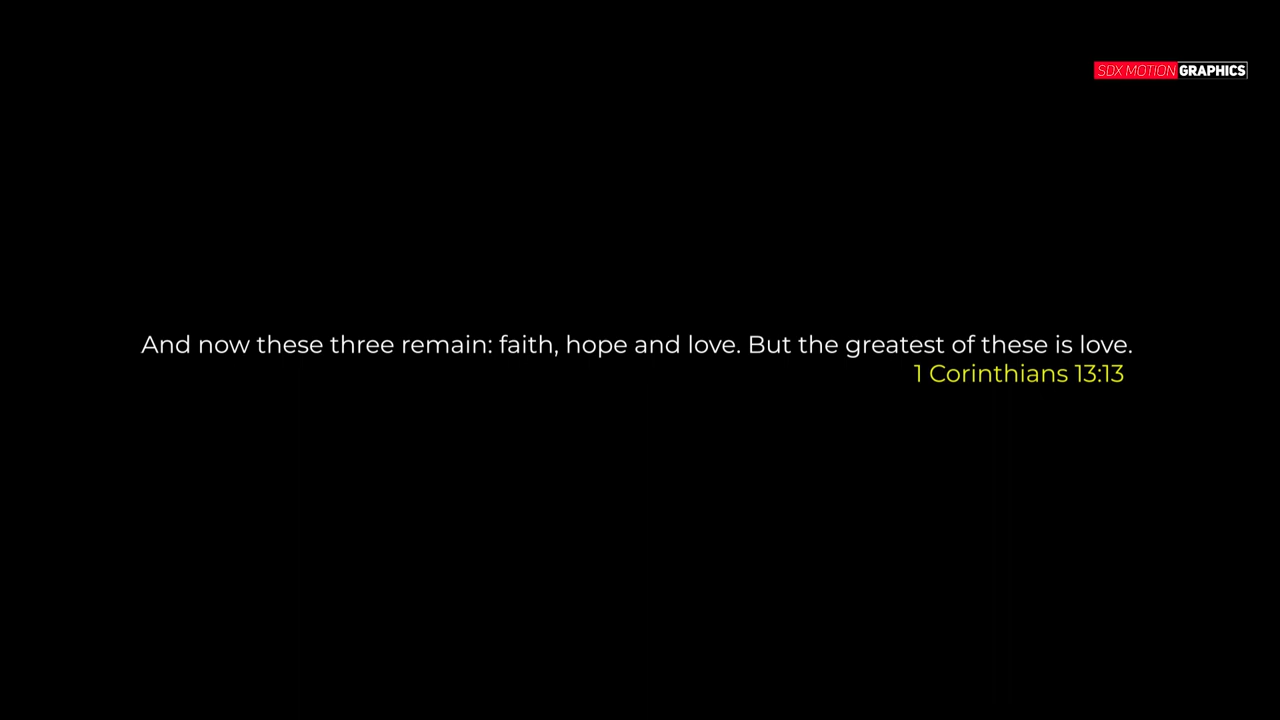 SDX MOTION GRAPHICS
And now these three remain: faith, hope and love. But the greatest of these is love.
1 Corinthians 13:13